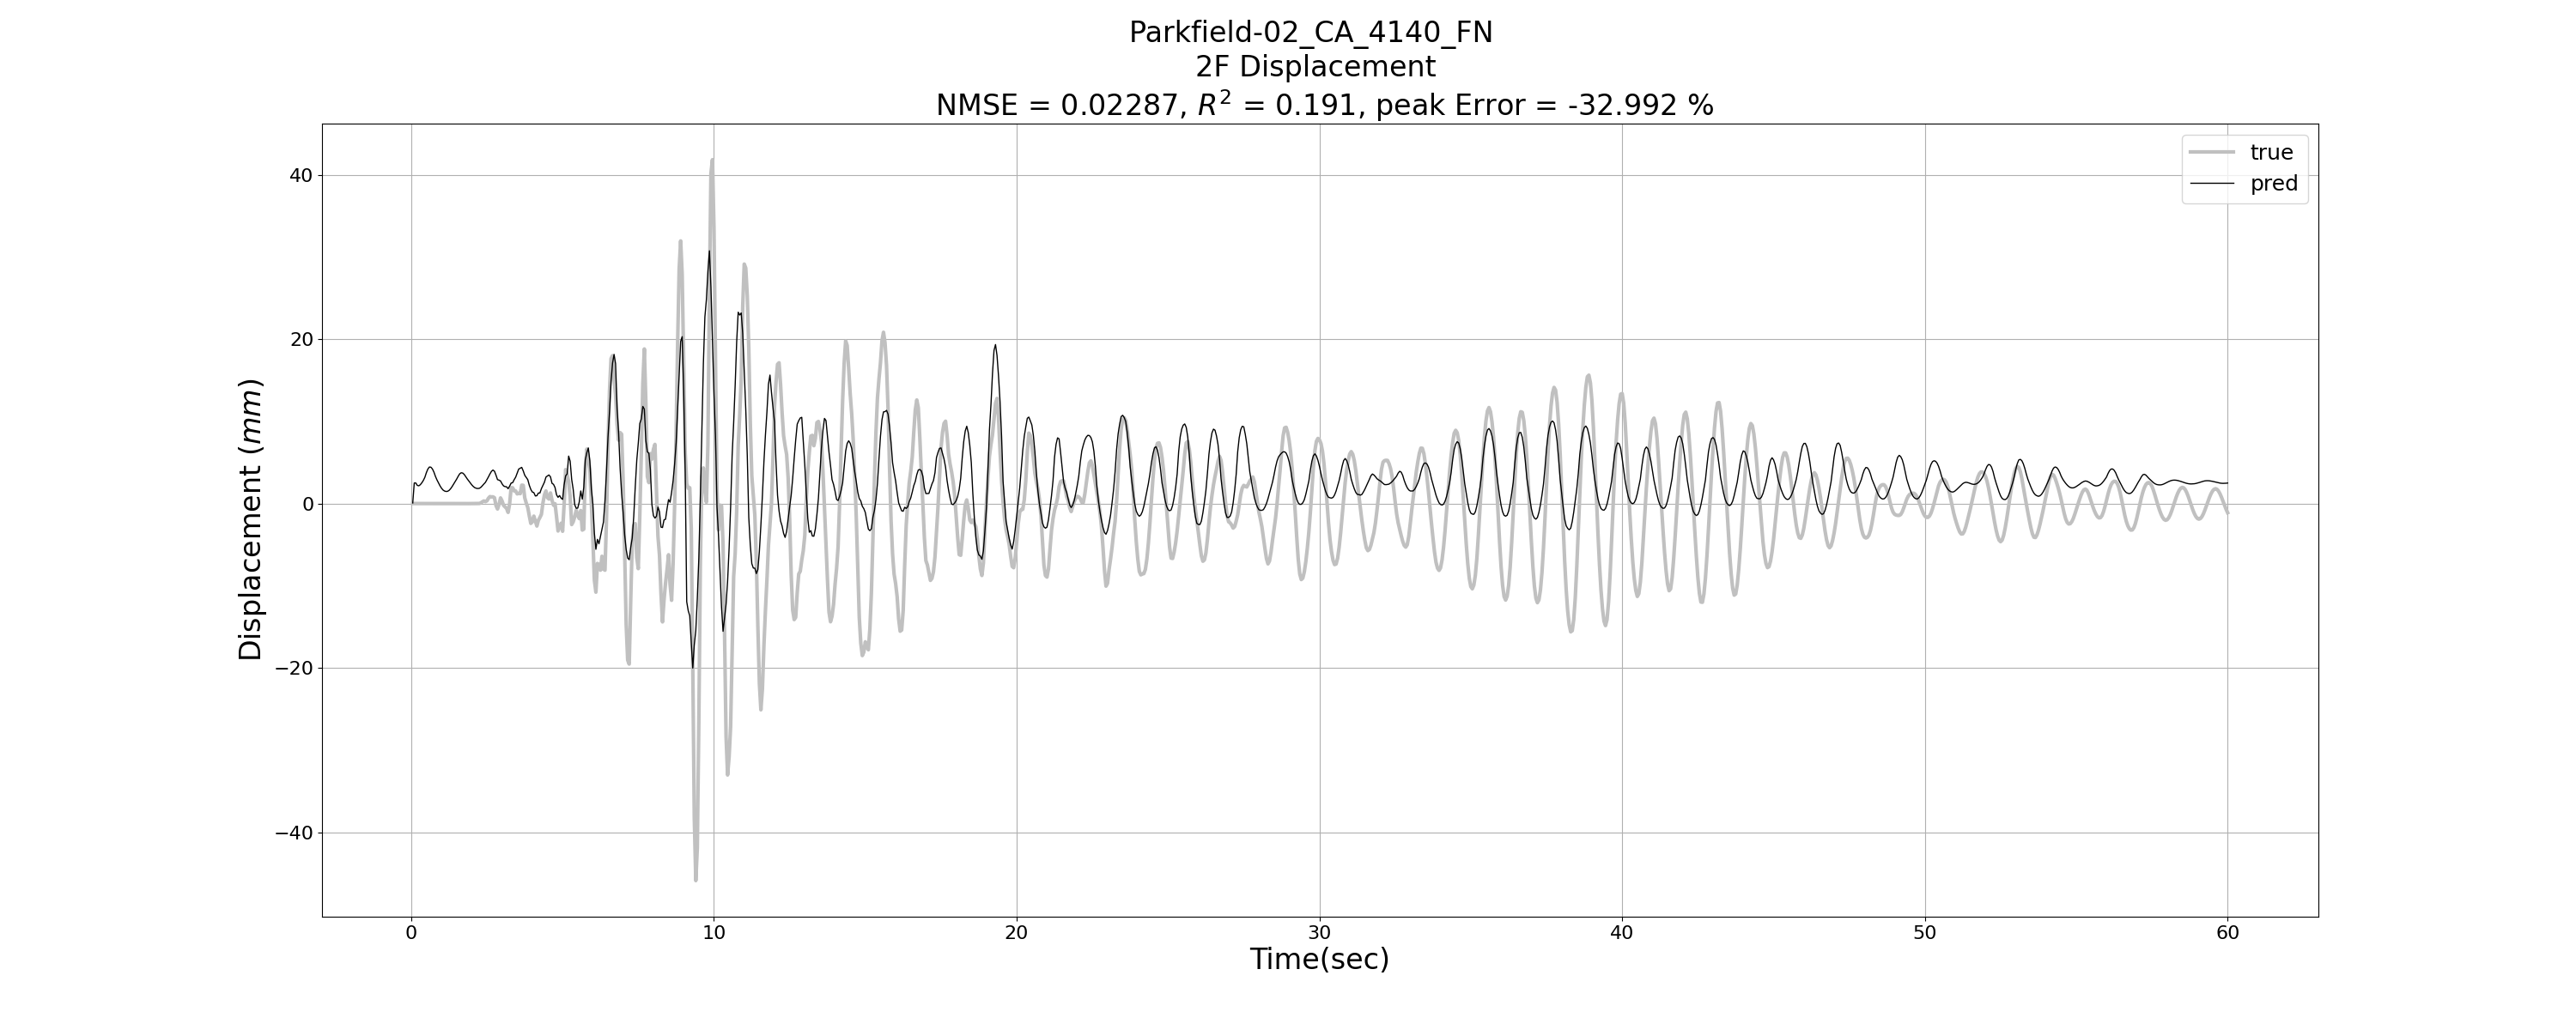 Parkfield-02_CA_4140_FN
2F Displacement
NMSE = 0.02287, R² = 0.191, peak Error = -32.992 %
true
pred
Displacement (mm)
40
20
0
−20
−40
0 10 20 30 40 50 60
Time(sec)